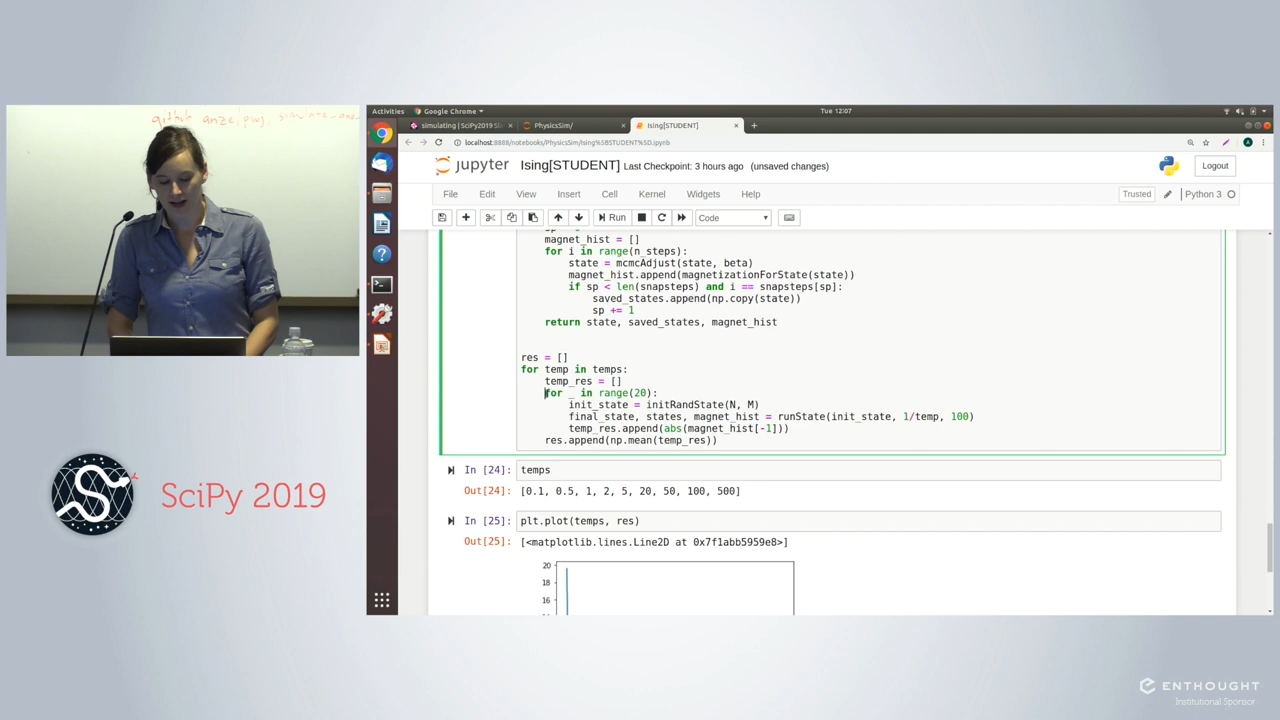 Activities
Google Chrome
Tue 12:07
simulating | SciPy2019 Sl
PhysicsSim/
Ising[STUDENT]
localhost:8888/notebooks/PhysicsSim/Ising%5BSTUDENT%5D.ipynb
jupyter Ising[STUDENT] Last Checkpoint: 3 hours ago (unsaved changes)
Logout
File Edit View Insert Cell Kernel Widgets Help
Trusted
Python 3
Run
Code
magnet_hist = []
for i in range(n_steps):
state = mcmcAdjust(state, beta)
magnet_hist.append(magnetizationForState(state))
if sp < len(snapsteps) and i == snapsteps[sp]:
saved_states.append(np.copy(state))
sp += 1
return state, saved_states, magnet_hist
res = []
for temp in temps:
temp_res = []
for _ in range(20):
init_state = initRandState(N, M)
final_state, states, magnet_hist = runState(init_state, 1/temp, 100)
temp_res.append(abs(magnet_hist[-1]))
res.append(np.mean(temp_res))
In [24]: temps
Out[24]: [0.1, 0.5, 1, 2, 5, 20, 50, 100, 500]
In [25]: plt.plot(temps, res)
Out[25]: [<matplotlib.lines.Line2D at 0x7f1abb5959e8>]
20
18
16
SciPy 2019
ENTHOUGHT
Institutional Sponsor